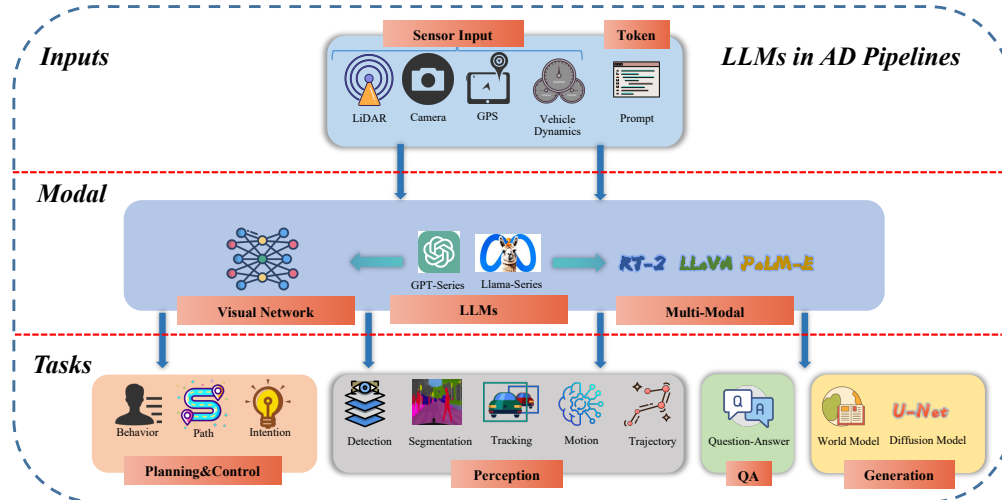 Inputs
Sensor Input
Token
LLMs in AD Pipelines
LiDAR
Camera
GPS
Vehicle
Dynamics
Prompt
Modal
GPT-Series
Llama-Series
RT-2
LLaVA
PaLM-E
Visual Network
LLMs
Multi-Modal
Tasks
Behavior
Path
Intention
Detection
Segmentation
Tracking
Motion
Trajectory
Q
A
Question-Answer
U-Net
World Model
Diffusion Model
Planning&Control
Perception
QA
Generation